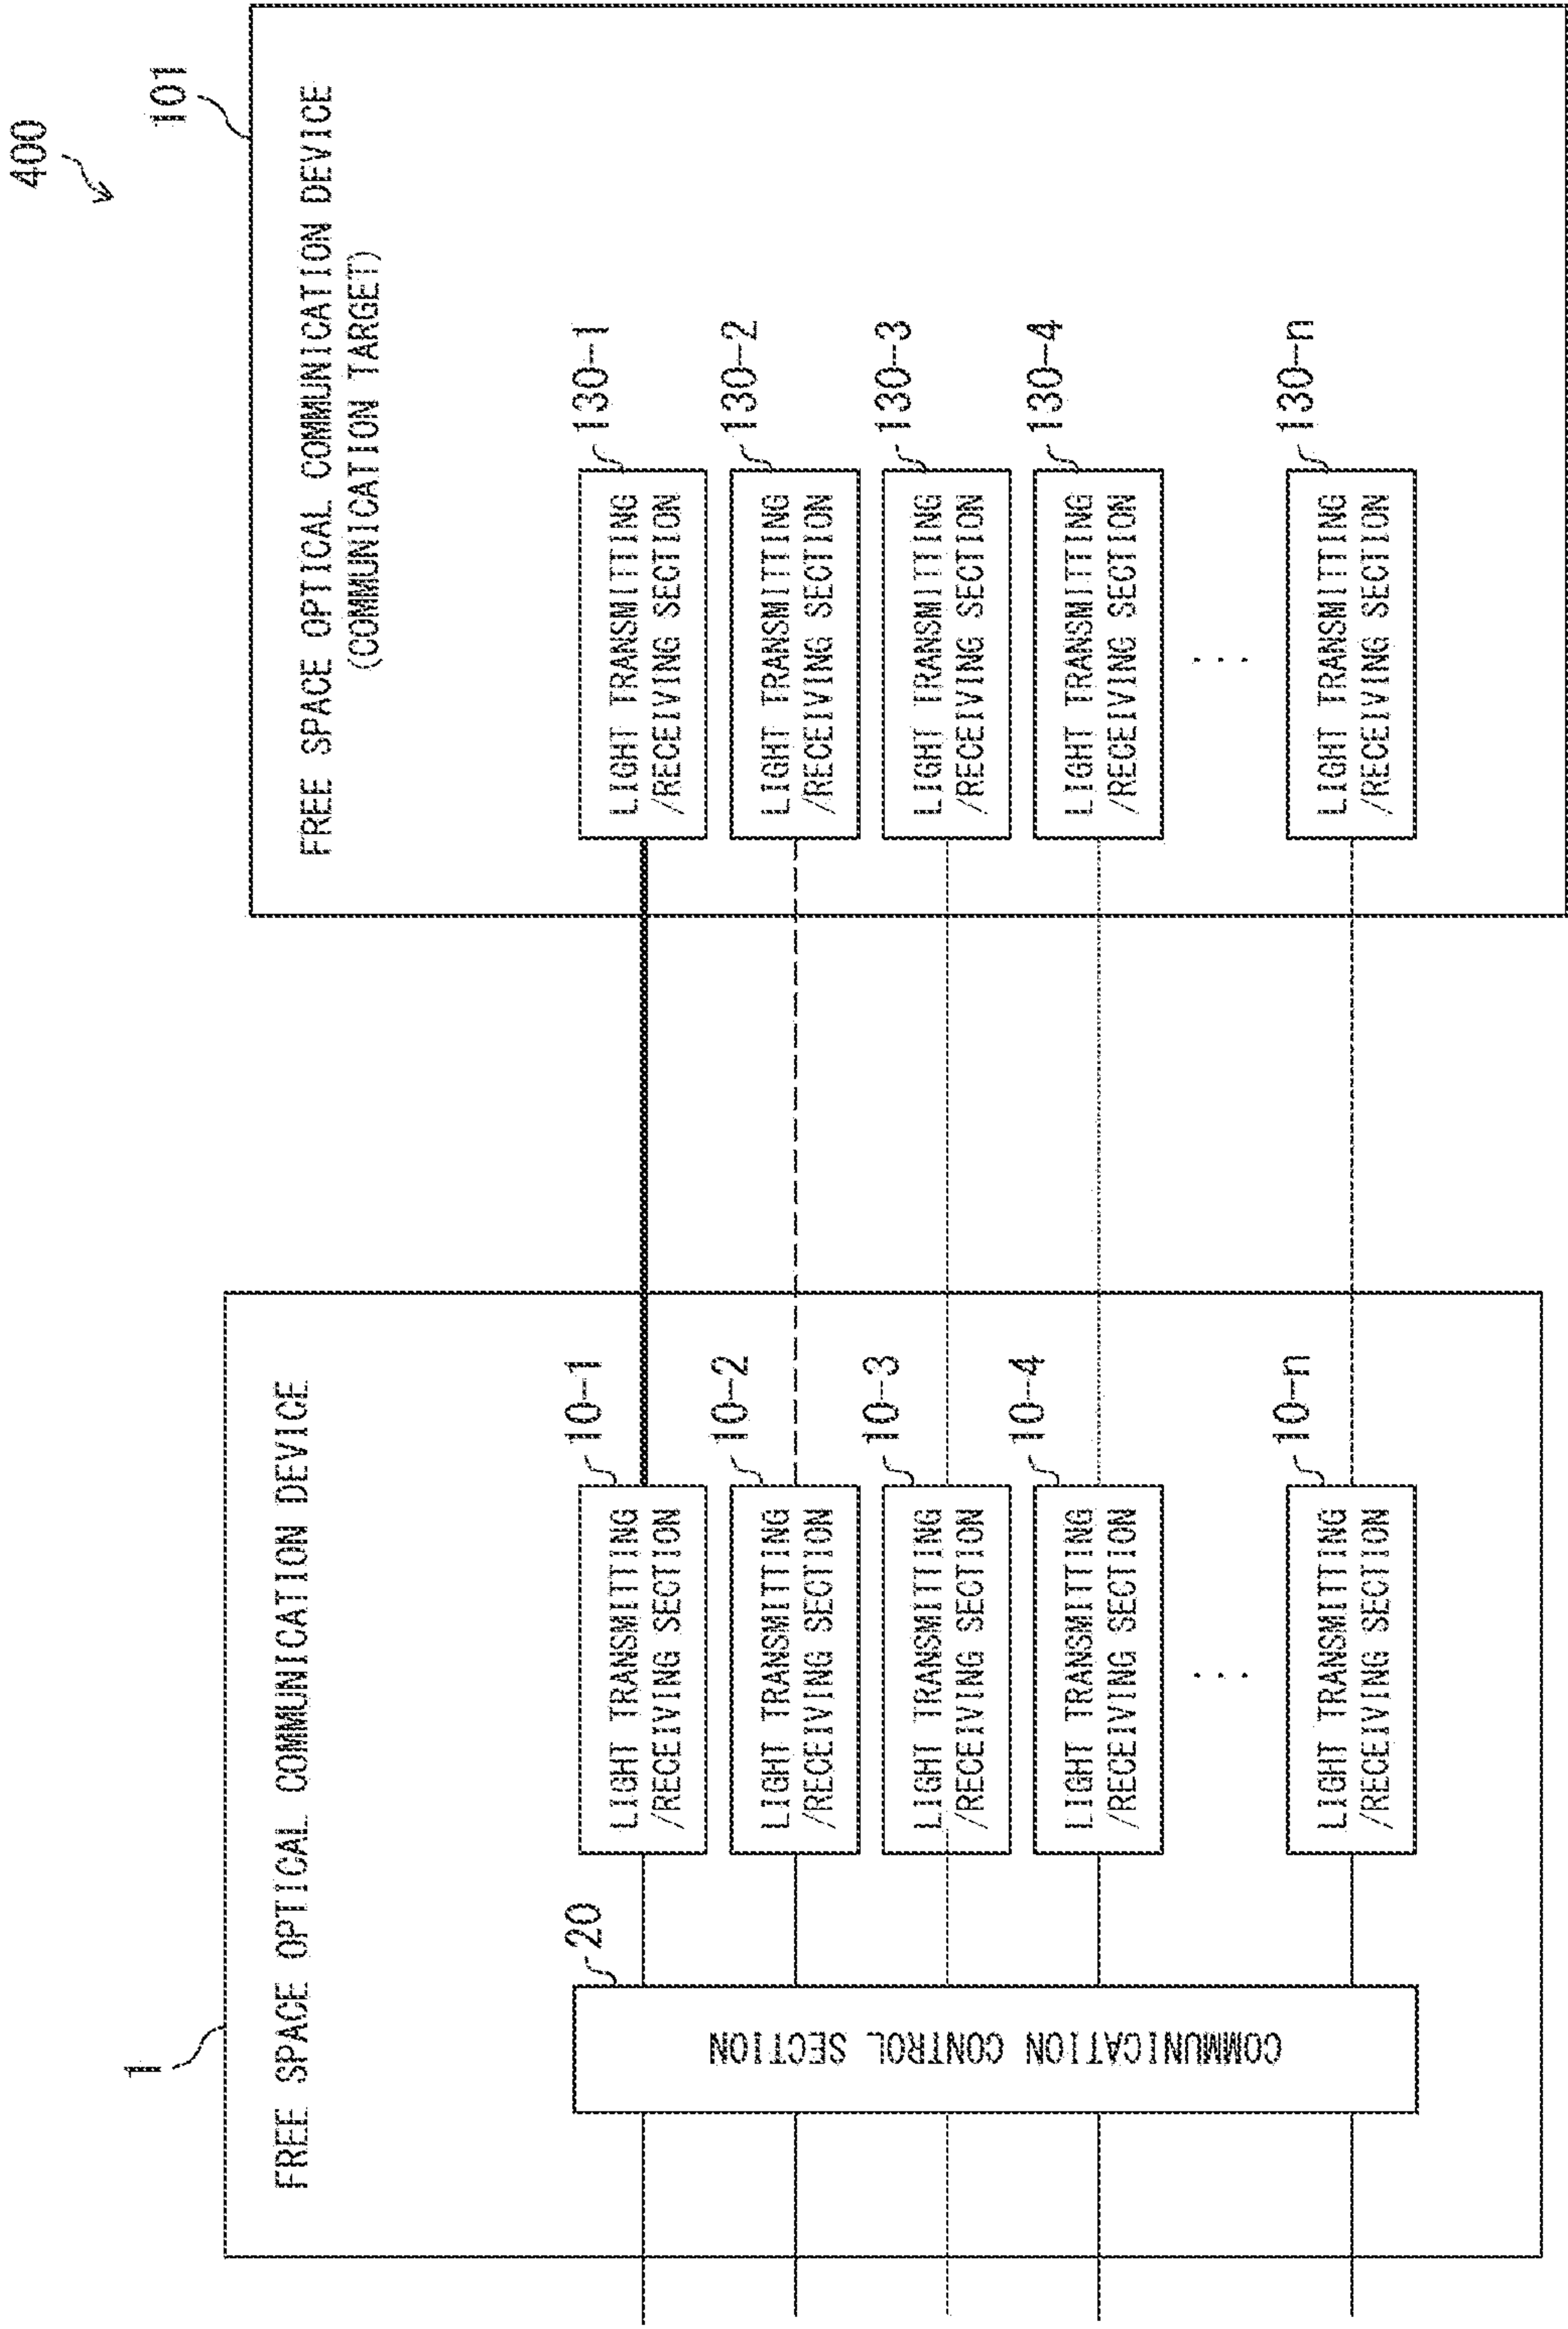 400
1
FREE SPACE OPTICAL COMMUNICATION DEVICE
20
COMMUNICATION CONTROL SECTION
10-1
LIGHT TRANSMITTING
/RECEIVING SECTION
10-2
LIGHT TRANSMITTING
/RECEIVING SECTION
10-3
LIGHT TRANSMITTING
/RECEIVING SECTION
10-4
LIGHT TRANSMITTING
/RECEIVING SECTION
...
10-n
LIGHT TRANSMITTING
/RECEIVING SECTION
101
FREE SPACE OPTICAL COMMUNICATION DEVICE
(COMMUNICATION TARGET)
130-1
LIGHT TRANSMITTING
/RECEIVING SECTION
130-2
LIGHT TRANSMITTING
/RECEIVING SECTION
130-3
LIGHT TRANSMITTING
/RECEIVING SECTION
130-4
LIGHT TRANSMITTING
/RECEIVING SECTION
...
130-n
LIGHT TRANSMITTING
/RECEIVING SECTION